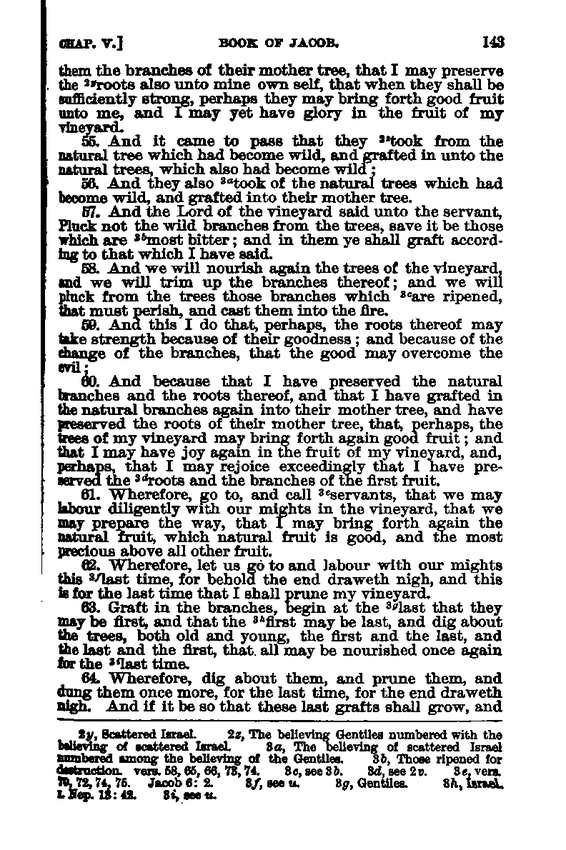 CHAP. V.] BOOK OF JACOB. 143
them the branches of their mother tree, that I may preserve
the ²ʸroots also unto mine own self, that when they shall be
sufficiently strong, perhaps they may bring forth good fruit
unto me, and I may yet have glory in the fruit of my
vineyard.
55. And it came to pass that they ²ᶻtook from the
natural tree which had become wild, and grafted in unto the
natural trees, which also had become wild;
56. And they also ³ᵃtook of the natural trees which had
become wild, and grafted into their mother tree.
57. And the Lord of the vineyard said unto the servant,
Pluck not the wild branches from the trees, save it be those
which are ³ᵇmost bitter; and in them ye shall graft accord-
ing to that which I have said.
58. And we will nourish again the trees of the vineyard,
and we will trim up the branches thereof; and we will
pluck from the trees those branches which ³ᶜare ripened,
that must perish, and cast them into the fire.
59. And this I do that, perhaps, the roots thereof may
take strength because of their goodness; and because of the
change of the branches, that the good may overcome the
evil;
60. And because that I have preserved the natural
branches and the roots thereof, and that I have grafted in
the natural branches again into their mother tree, and have
preserved the roots of their mother tree, that, perhaps, the
trees of my vineyard may bring forth again good fruit; and
that I may have joy again in the fruit of my vineyard, and,
perhaps, that I may rejoice exceedingly that I have pre-
served the ³ᵈroots and the branches of the first fruit.
61. Wherefore, go to, and call ³ᵉservants, that we may
labour diligently with our mights in the vineyard, that we
may prepare the way, that I may bring forth again the
natural fruit, which natural fruit is good, and the most
precious above all other fruit.
62. Wherefore, let us go to and labour with our mights
this ³ᶠlast time, for behold the end draweth nigh, and this
is for the last time that I shall prune my vineyard.
63. Graft in the branches, begin at the ³ᵍlast that they
may be first, and that the ³ʰfirst may be last, and dig about
the trees, both old and young, the first and the last, and
the last and the first, that all may be nourished once again
for the ³ⁱlast time.
64. Wherefore, dig about them, and prune them, and
dung them once more, for the last time, for the end draweth
nigh. And if it be so that these last grafts shall grow, and
2y, Scattered Israel. 2z, The believing Gentiles numbered with the
believing of scattered Israel. 3a, The believing of scattered Israel
numbered among the believing of the Gentiles. 3b, Those ripened for
destruction. vers. 58, 65, 66, 73, 74. 3c, see 3b. 3d, see 2v. 3e, vers.
70, 72, 74, 75. Jacob 6: 2. 3f, see u. 3g, Gentiles. 3h, Israel.
I. Nep. 13: 42. 3i, see u.